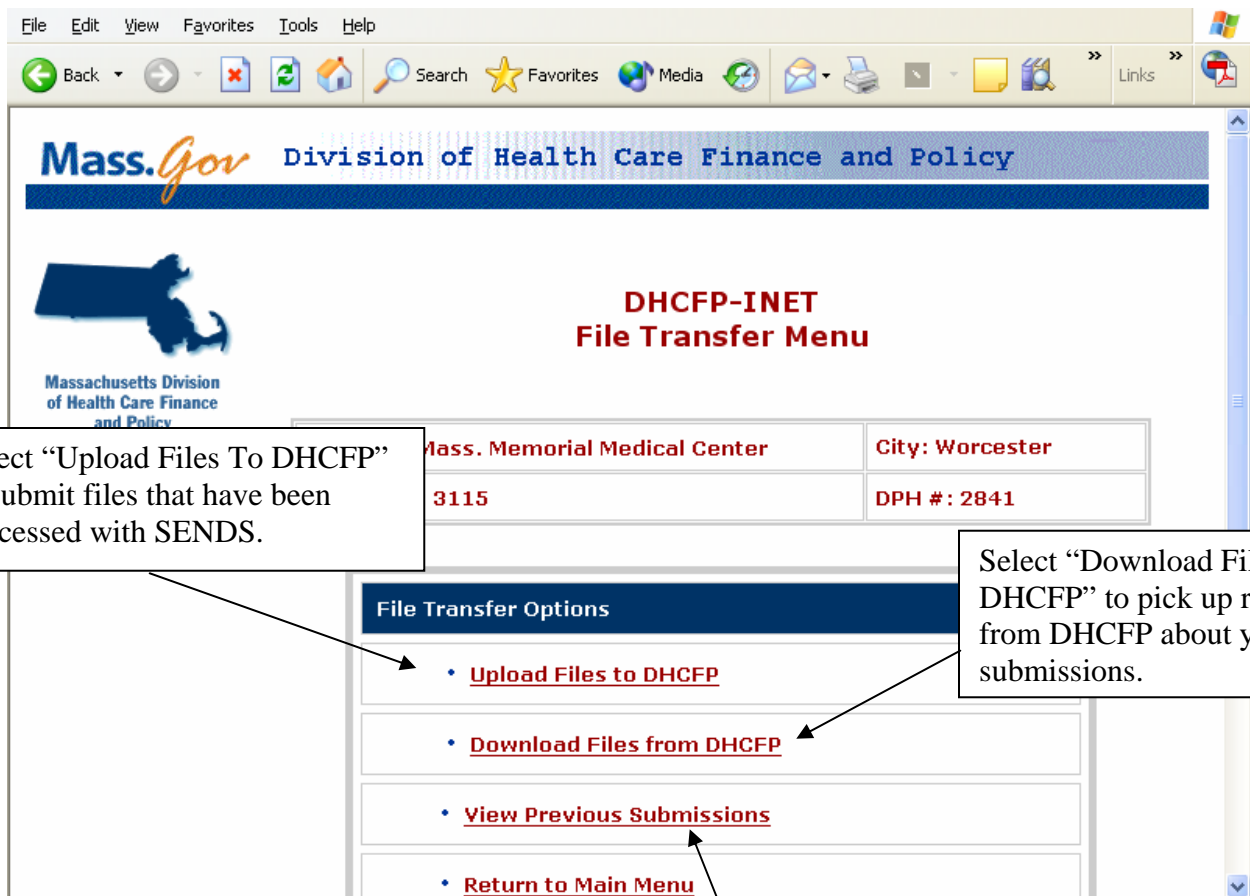 File Edit View Favorites Tools Help
Back Search Favorites Media Links
Mass.Gov Division of Health Care Finance and Policy
DHCFP-INET
File Transfer Menu
Massachusetts Division
of Health Care Finance
and Policy
Mass. Memorial Medical Center City: Worcester
3115 DPH #: 2841
“Upload Files To DHCFP”
submit files that have been
with SENDS.
Select “Download
DHCFP” to pick up
from DHCFP about
submissions.
File Transfer Options
• Upload Files to DHCFP
• Download Files from DHCFP
• View Previous Submissions
• Return to Main Menu